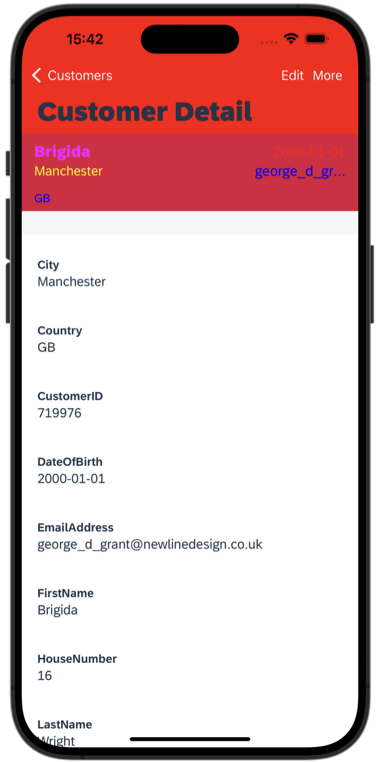 15:42
Customers Edit More
Customer Detail
Brigida 2000-01-01
Manchester george_d_gr...
GB
City
Manchester
Country
GB
CustomerID
719976
DateOfBirth
2000-01-01
EmailAddress
george_d_grant@newlinedesign.co.uk
FirstName
Brigida
HouseNumber
16
LastName
Wright